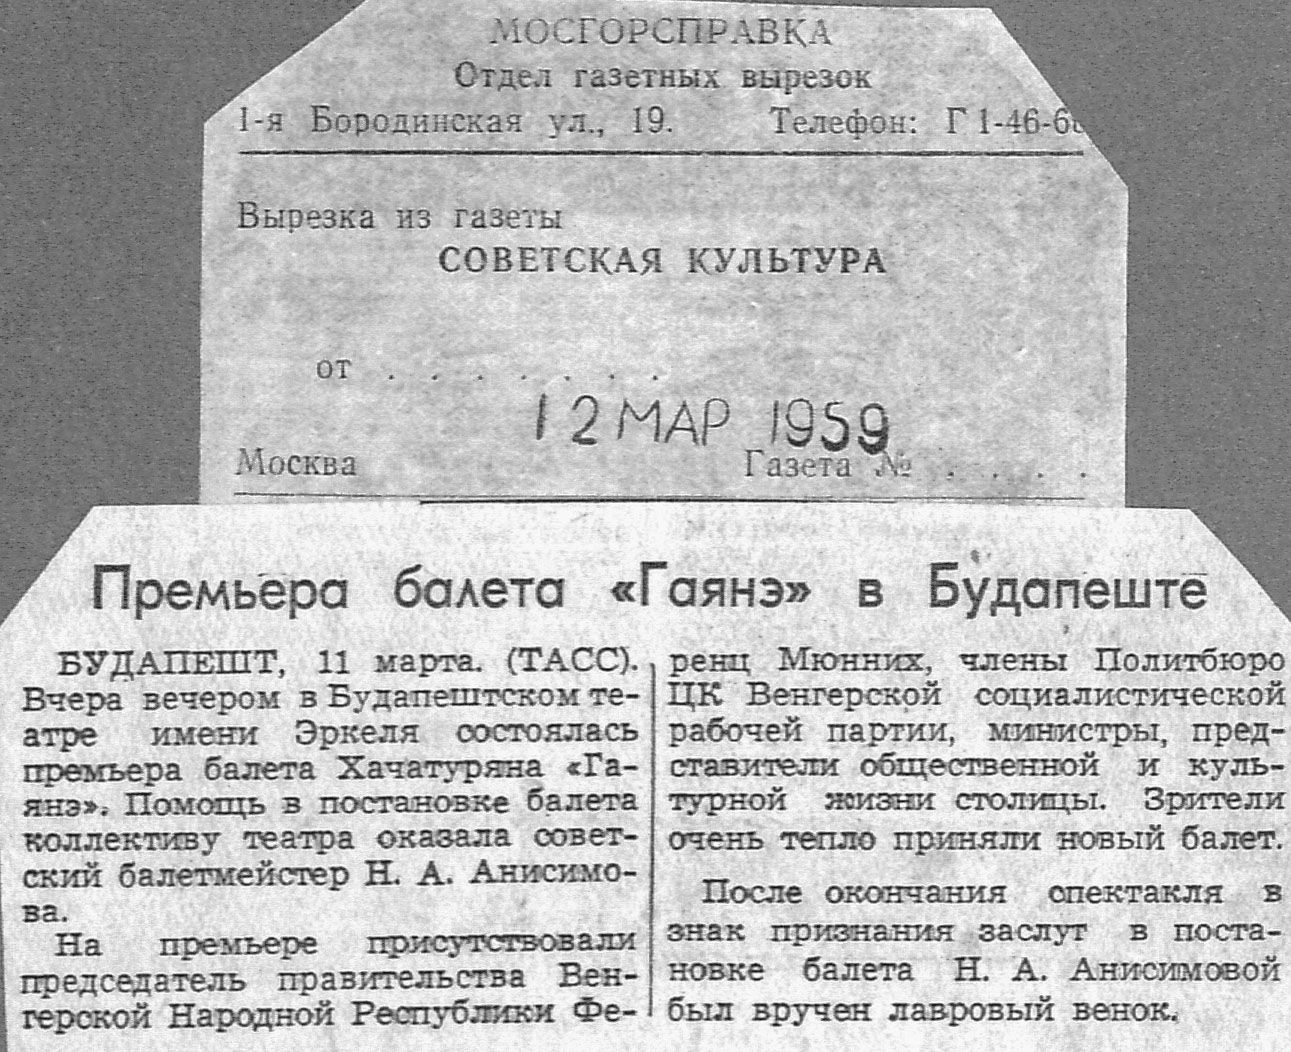 МОСГОРСПРАВКА
Отдел газетных вырезок
1-я Бородинская ул., 19. Телефон: Г 1-46-6
Вырезка из газеты
СОВЕТСКАЯ КУЛЬТУРА
от . . . . . . .
12 МАР 1959
Москва Газета № . . . .
Премьера балета «Гаянэ» в Будапеште
БУДАПЕШТ, 11 марта. (ТАСС).
Вчера вечером в Будапештском те-
атре имени Эркеля состоялась
премьера балета Хачатуряна «Га-
янэ». Помощь в постановке балета
коллективу театра оказала совет-
ский балетмейстер Н. А. Анисимо-
ва.
На премьере присутствовали
председатель правительства Вен-
герской Народной Республики Фе-
ренц Мюнних, члены Политбюро
ЦК Венгерской социалистической
рабочей партии, министры, пред-
ставители общественной и куль-
турной жизни столицы. Зрители
очень тепло приняли новый балет.
После окончания спектакля в
знак признания заслуг в поста-
новке балета Н. А. Анисимовой
был вручен лавровый венок.